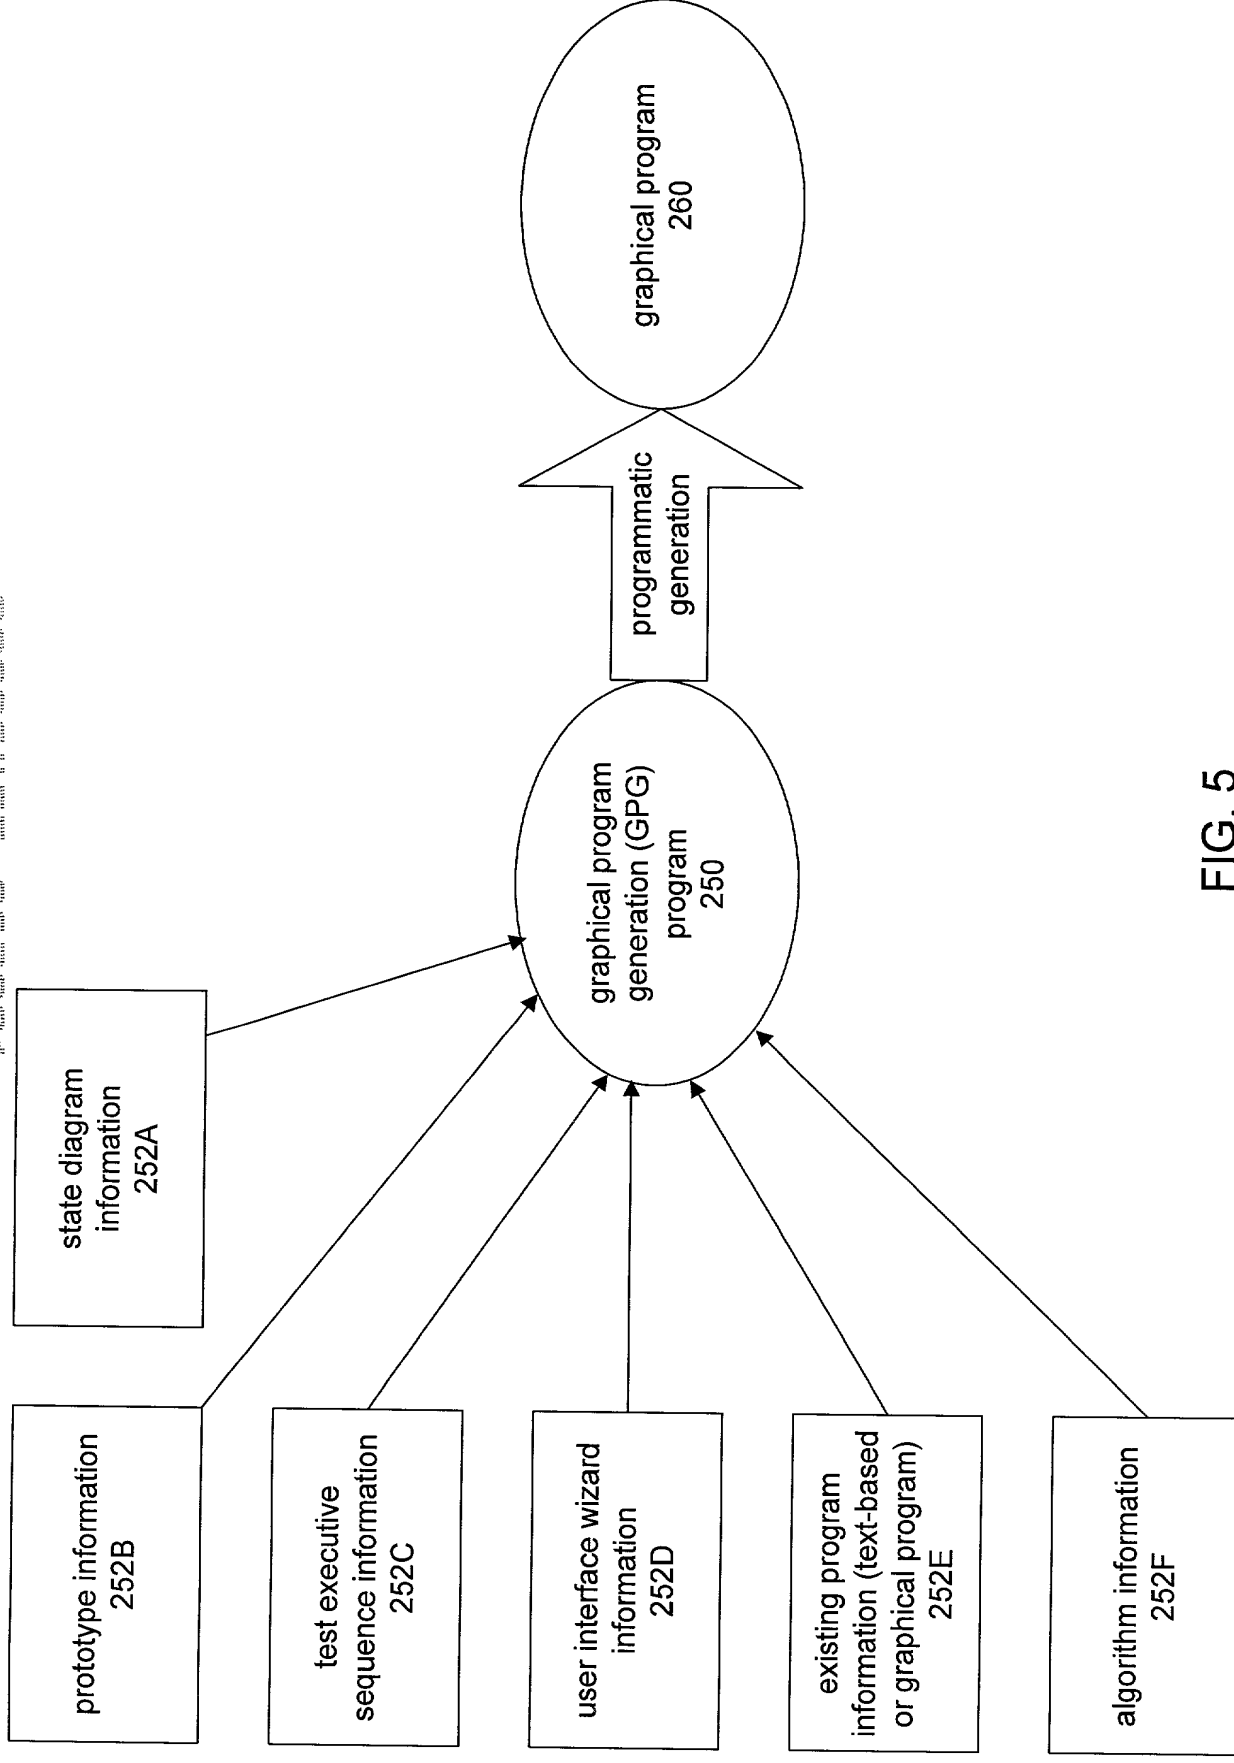 state diagram
information
252A
prototype information
252B
test executive
sequence information
252C
user interface wizard
information
252D
existing program
information (text-based
or graphical program)
252E
algorithm information
252F
graphical program
generation (GPG)
program
250
programmatic
generation
graphical program
260
FIG. 5